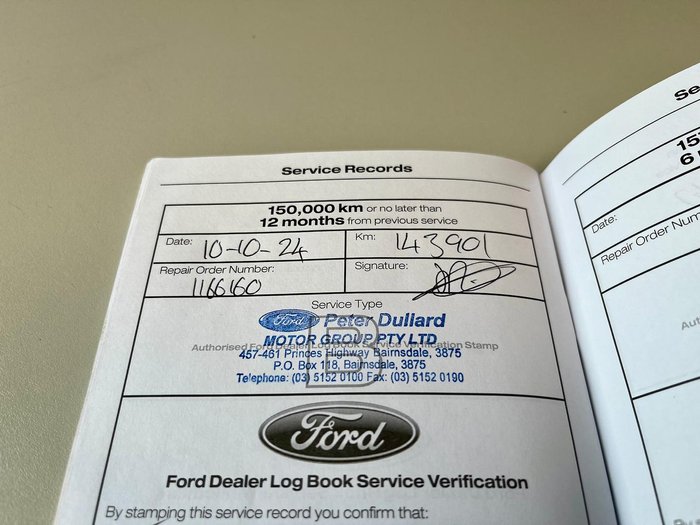 Service Records
150,000 km or no later than
12 months from previous service
Date: 10-10-24
Km: 143901
Repair Order Number:
1166160
Signature:
Service Type
B
Ford Peter Dullard
MOTOR GROUP PTY LTD
Authorised Ford Dealer Log Book Service Verification Stamp
457-461 Princes Highway Bairnsdale, 3875
P.O. Box 118, Bairnsdale, 3875
Telephone: (03) 5152 0100 Fax: (03) 5152 0190
Ford
Ford Dealer Log Book Service Verification
By stamping this service record you confirm that:
Se
15
6
Date:
Repair Order Num
Aut